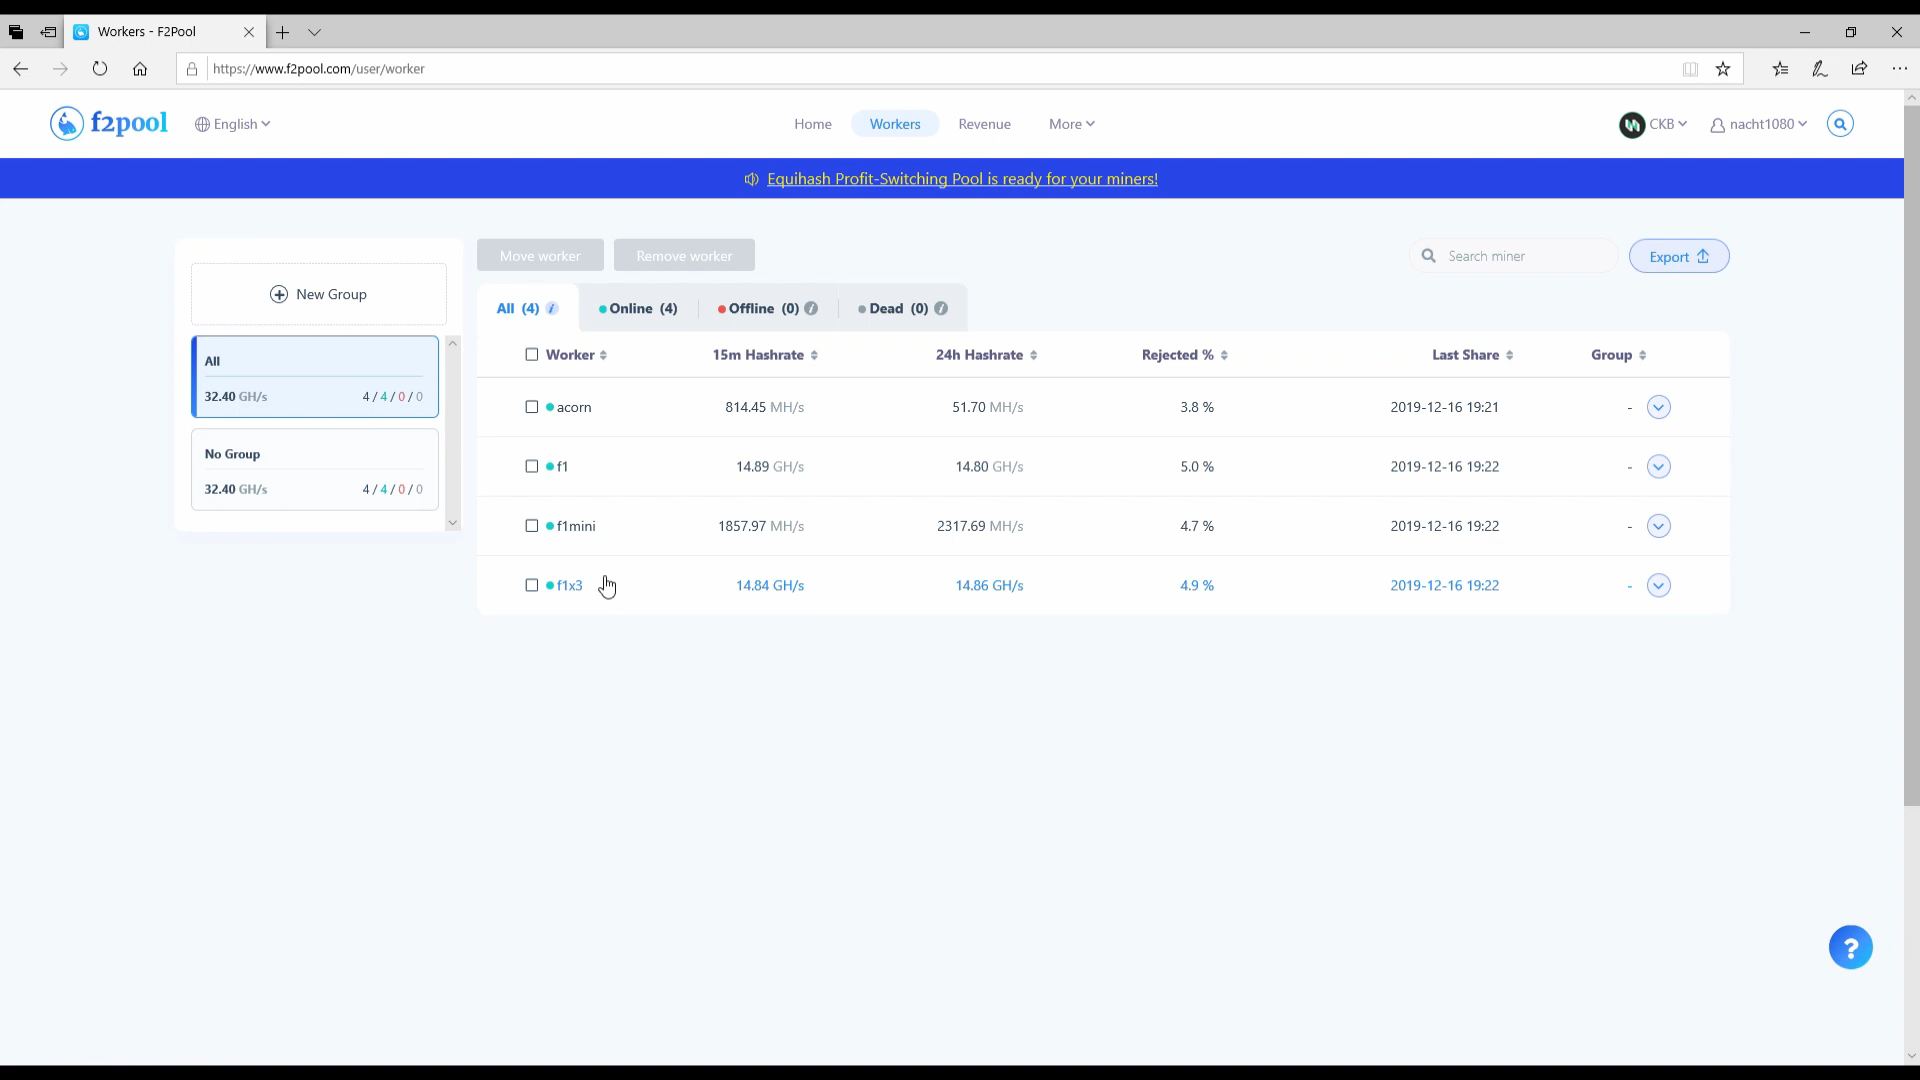 Workers - F2Pool
https://www.f2pool.com/user/worker
f2pool English Home Workers Revenue More CKB nacht1080
Equihash Profit-Switching Pool is ready for your miners!
Move worker Remove worker Search miner Export
New Group
All (4) Online (4) Offline (0) Dead (0)
Worker 15m Hashrate 24h Hashrate Rejected % Last Share Group
All
32.40 GH/s 4 / 4 / 0 / 0
No Group
32.40 GH/s 4 / 4 / 0 / 0
acorn 814.45 MH/s 51.70 MH/s 3.8 % 2019-12-16 19:21 -
f1 14.89 GH/s 14.80 GH/s 5.0 % 2019-12-16 19:22 -
f1mini 1857.97 MH/s 2317.69 MH/s 4.7 % 2019-12-16 19:22 -
f1x3 14.84 GH/s 14.86 GH/s 4.9 % 2019-12-16 19:22 -
?